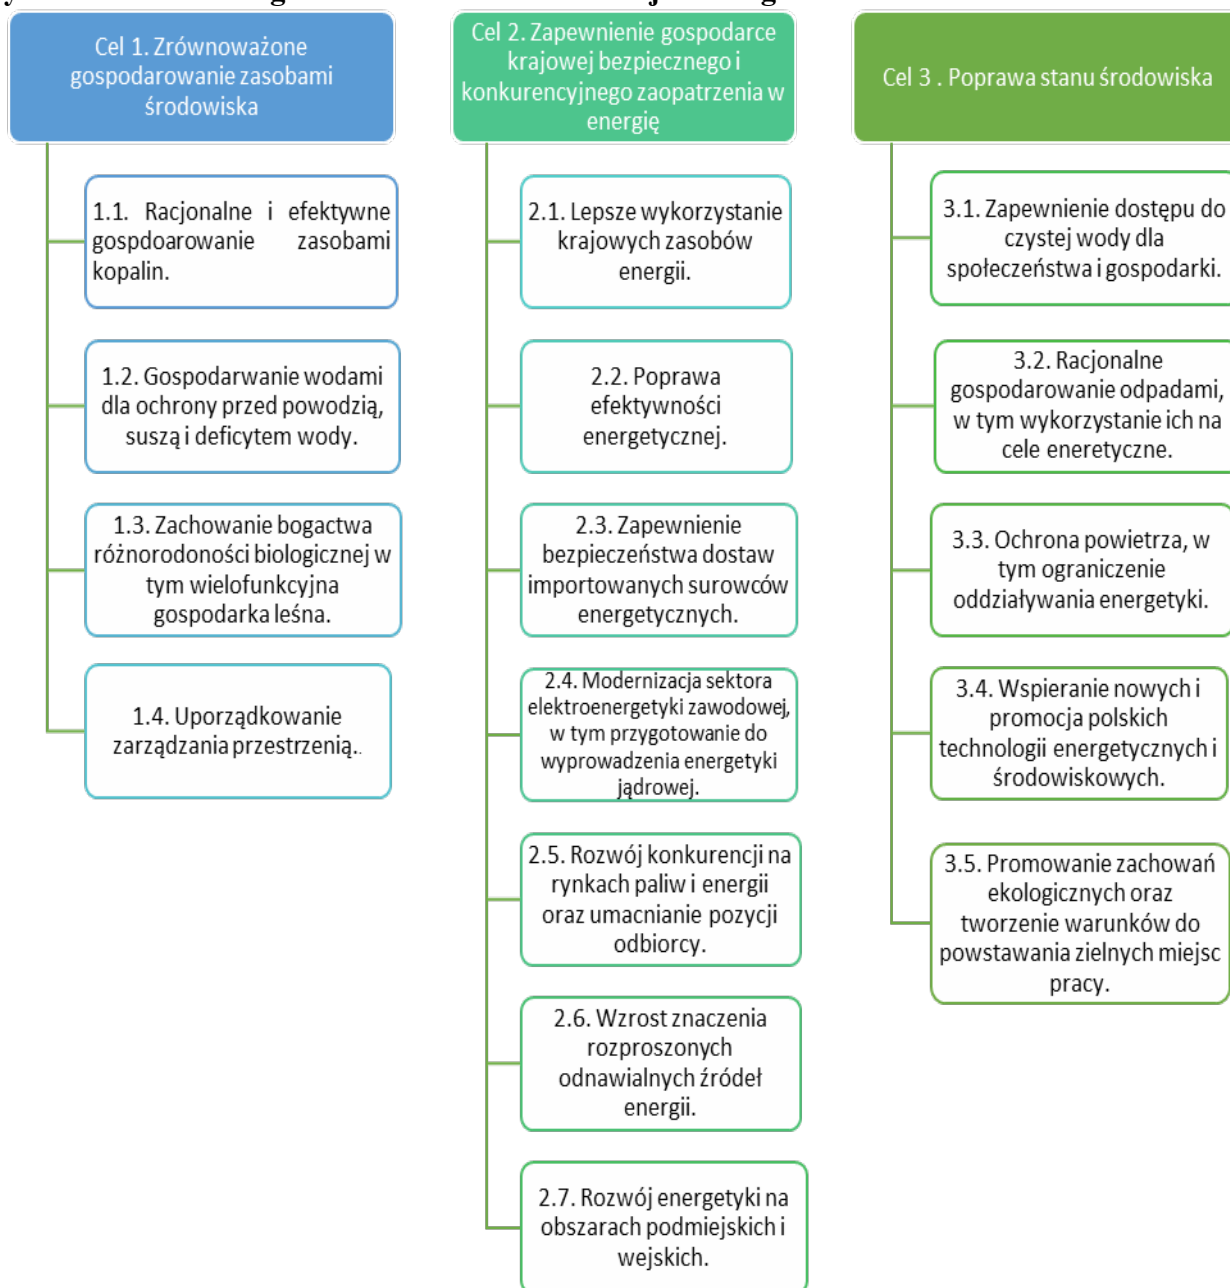 Cel 1. Zrównoważone
gospodarowanie zasobami
środowiska
1.1. Racjonalne i efektywne
gospdoarowanie zasobami
kopalin.
1.2. Gospodarwanie wodami
dla ochrony przed powodzią,
suszą i deficytem wody.
1.3. Zachowanie bogactwa
różnorodoności biologicznej w
tym wielofunkcyjna
gospodarka leśna.
1.4. Uporządkowanie
zarządzania przestrzenią..
Cel 2. Zapewnienie gospodarce
krajowej bezpiecznego i
konkurencyjnego zaopatrzenia w
energię
2.1. Lepsze wykorzystanie
krajowych zasobów
energii.
2.2. Poprawa
efektywności
energetycznej.
2.3. Zapewnienie
bezpieczeństwa dostaw
importowanych surowców
energetycznych.
2.4. Modernizacja sektora
elektroenergetyki zawodowej,
w tym przygotowanie do
wyprowadzenia energetyki
jądrowej.
2.5. Rozwój konkurencji na
rynkach paliw i energii
oraz umacnianie pozycji
odbiorcy.
2.6. Wzrost znaczenia
rozproszonych
odnawialnych źródeł
energii.
2.7. Rozwój energetyki na
obszarach podmiejskich i
wejskich.
Cel 3 . Poprawa stanu środowiska
3.1. Zapewnienie dostępu do
czystej wody dla
społeczeństwa i gospodarki.
3.2. Racjonalne
gospodarowanie odpadami,
w tym wykorzystanie ich na
cele eneretyczne.
3.3. Ochrona powietrza, w
tym ograniczenie
oddziaływania energetyki.
3.4. Wspieranie nowych i
promocja polskich
technologii energetycznych i
środowiskowych.
3.5. Promowanie zachowań
ekologicznych oraz
tworzenie warunków do
powstawania zielnych miejsc
pracy.